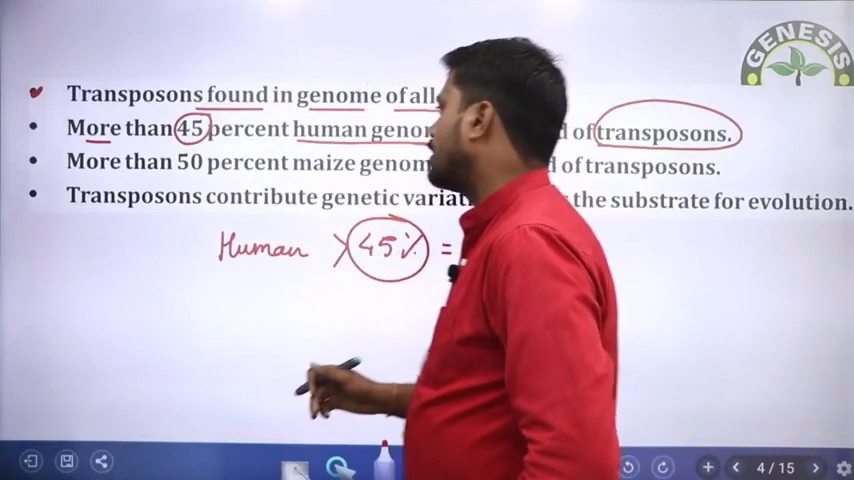 GENESIS
Transposons found in genome of all
More than 45 percent human genom d of transposons.
More than 50 percent maize genom d of transposons.
Transposons contribute genetic variati the substrate for evolution.
Human > 45% =
4/15